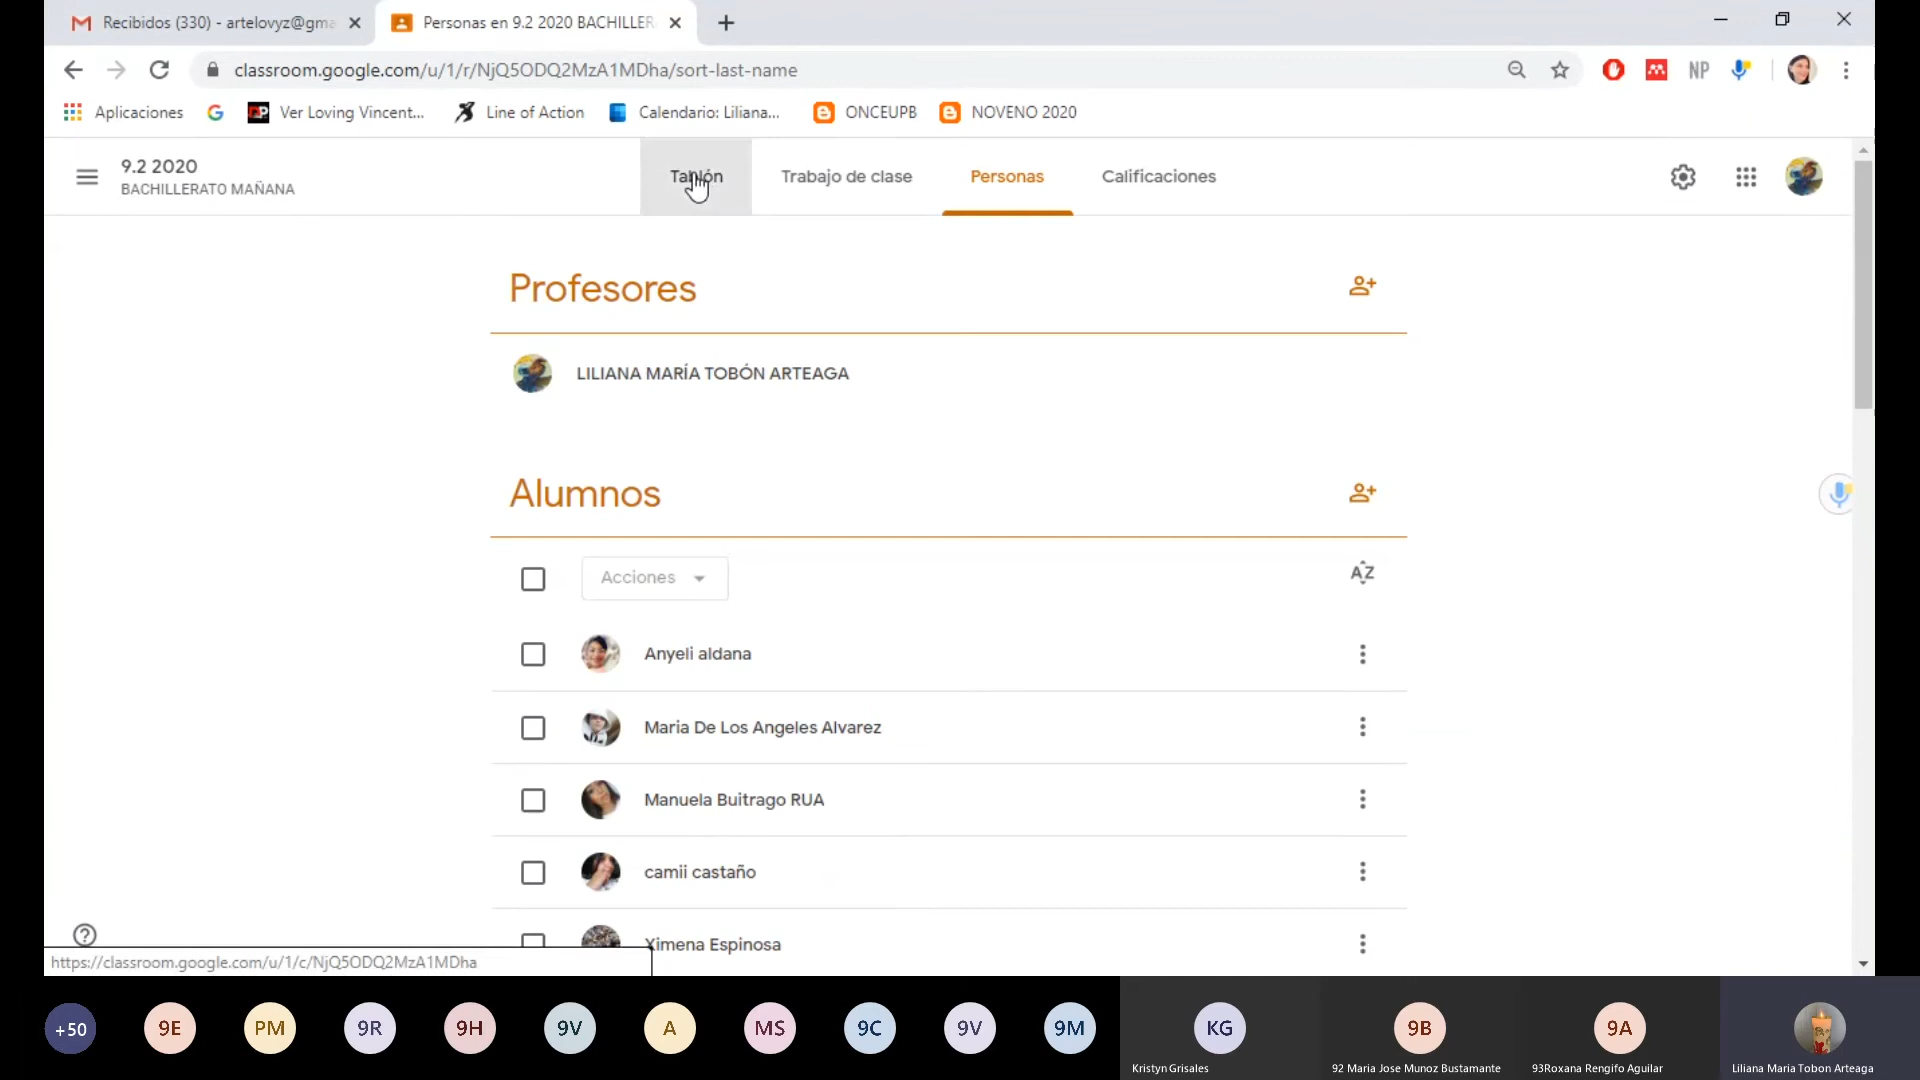 Recibidos (330) - artelovyz@gma
Personas en 9.2 2020 BACHILLER
classroom.google.com/u/1/r/NjQ5ODQ2MzA1MDha/sort-last-name
NP
Aplicaciones
Ver Loving Vincent...
Line of Action
Calendario: Liliana...
ONCEUPB
NOVENO 2020
9.2 2020
BACHILLERATO MAÑANA
Tablón
Trabajo de clase
Personas
Calificaciones
Profesores
LILIANA MARÍA TOBÓN ARTEAGA
Alumnos
Acciones
AZ
Anyeli aldana
Maria De Los Angeles Alvarez
Manuela Buitrago RUA
camii castaño
Ximena Espinosa
https://classroom.google.com/u/1/c/NjQ5ODQ2MzA1MDha
+50
9E
PM
9R
9H
9V
A
MS
9C
9V
9M
KG
Kristyn Grisales
9B
92 Maria Jose Munoz Bustamante
9A
93Roxana Rengifo Aguilar
Liliana Maria Tobon Arteaga